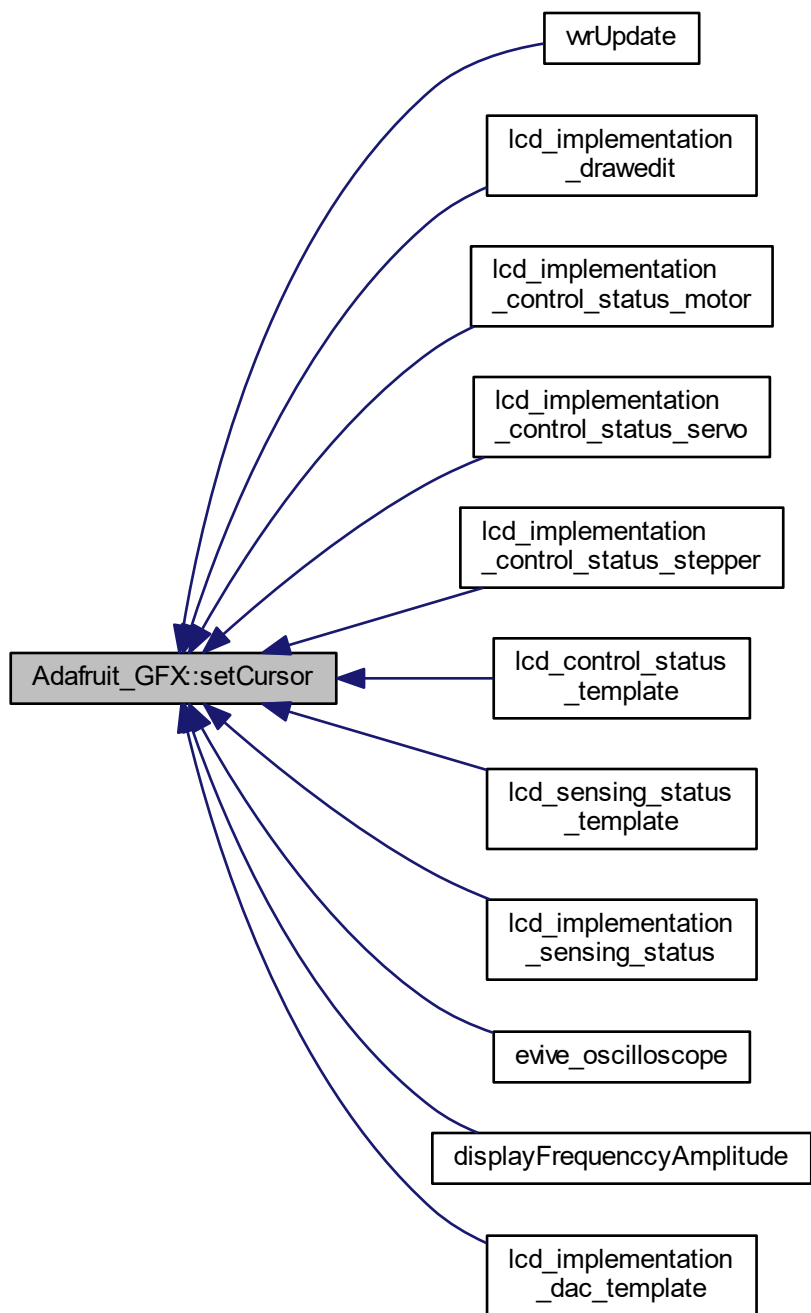 vvrUpdate
lcd_implementation
_drawedit
lcd_implementation
_control_status_motor
lcd_implementation
_control_status_servo
lcd_implementation
_control_status_stepper
Adafruit_GFX::setCursor
lcd_control_status
_template
lcd_sensing_status
_template
lcd_implementation
_sensing_status
evive_oscilloscope
displayFrequenccyAmplitude
lcd_implementation
_dac_template